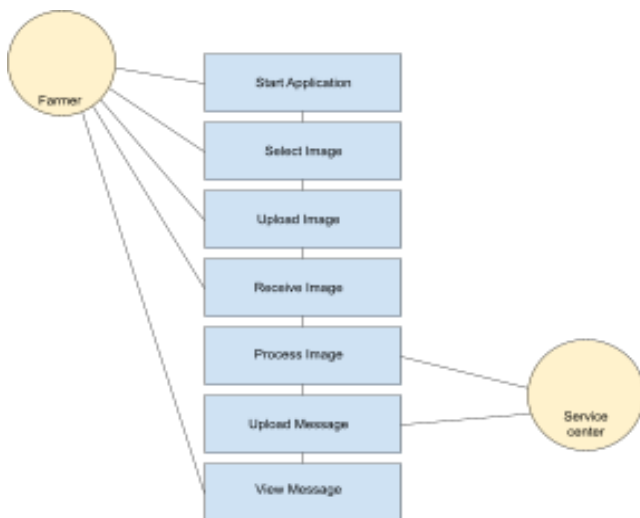 Farmer
Start Application
Select Image
Upload Image
Receive Image
Process Image
Upload Message
View Message
Service
center